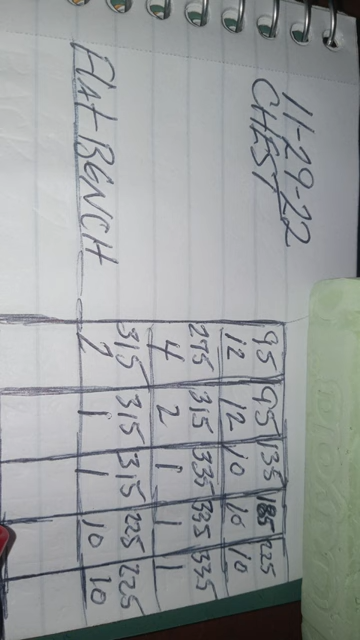 11-29-22
CHEST
95 95 135 185 225
12 12 10 10 10
275 315 335 335 335
4 2 1 1 1
FLAT BENCH 315 315 315 225 225
2 1 1 10 10